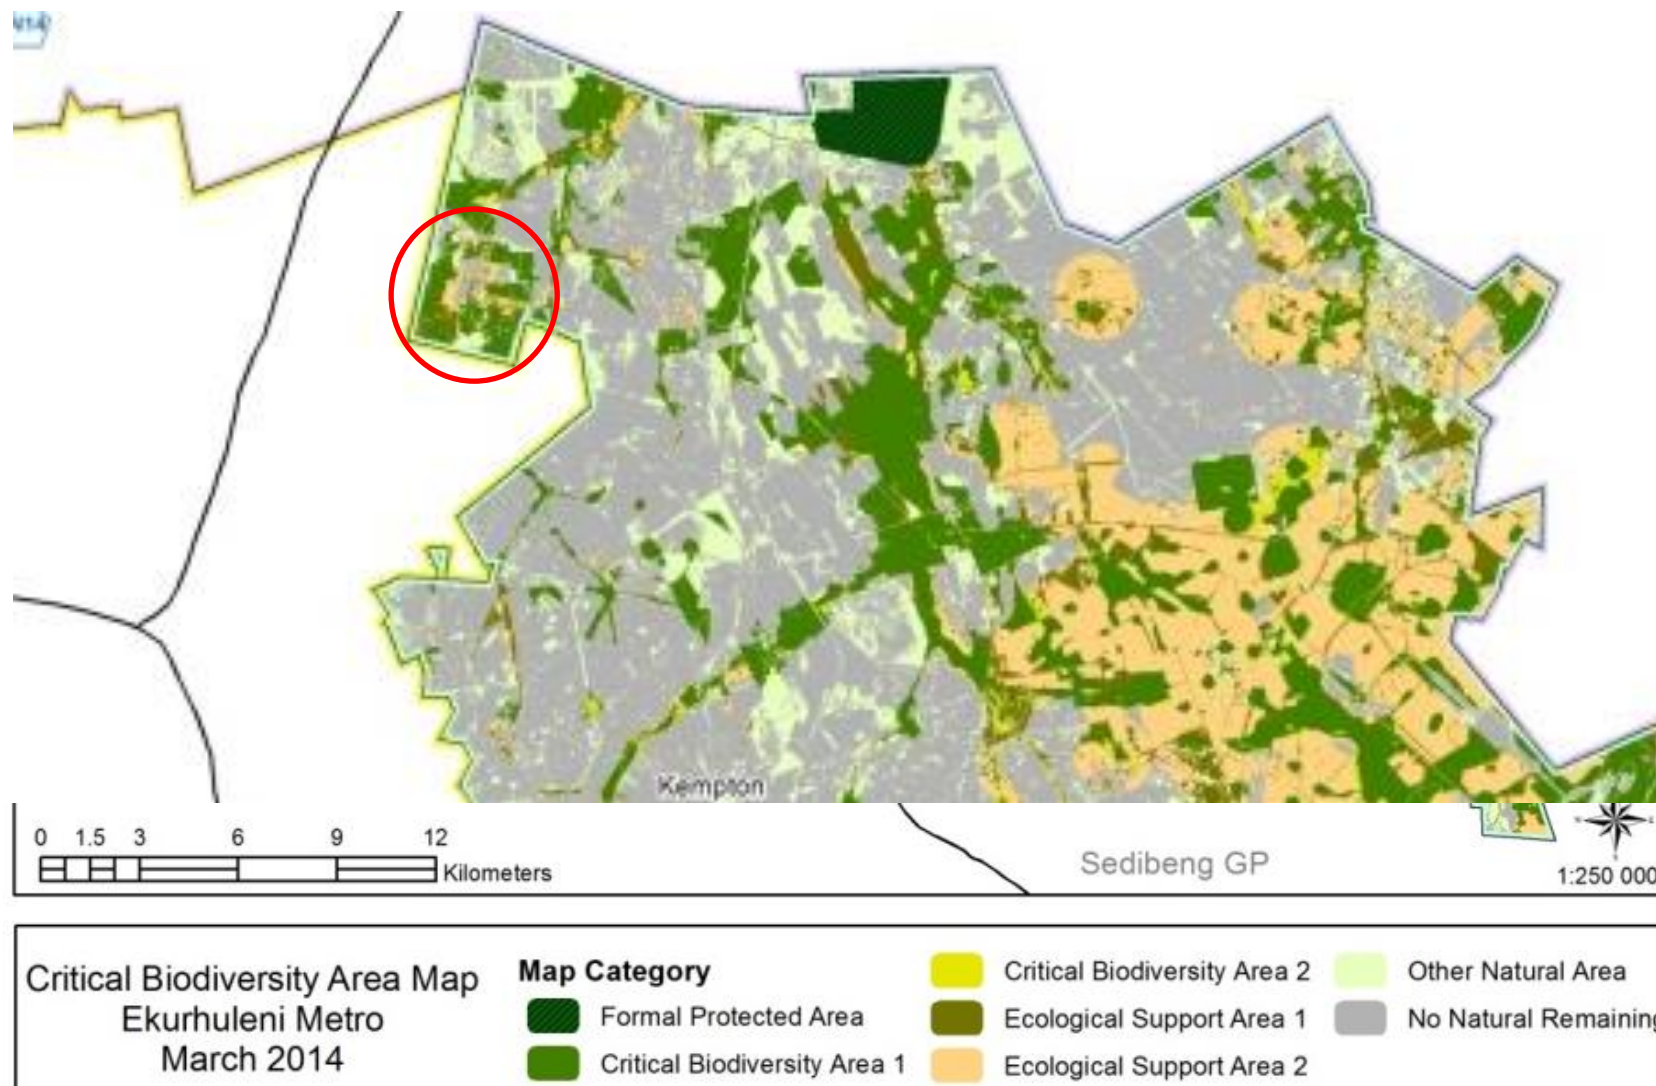 N14
Kempton
0 1.5 3 6 9 12
Kilometers
Sedibeng GP
1:250 000
Critical Biodiversity Area Map
Ekurhuleni Metro
March 2014
Map Category
Formal Protected Area
Critical Biodiversity Area 1
Critical Biodiversity Area 2
Ecological Support Area 1
Ecological Support Area 2
Other Natural Area
No Natural Remaining